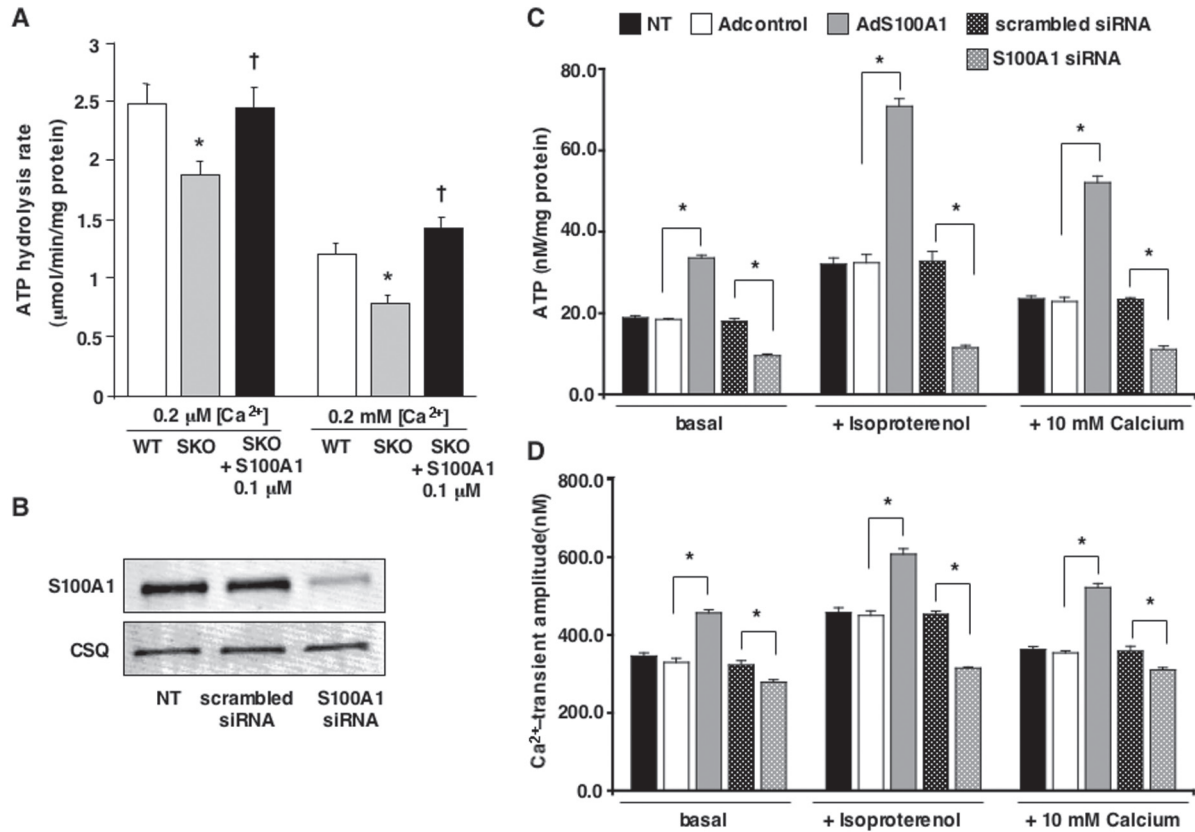 A
ATP hydrolysis rate
(μmol/min/mg protein)
3
2.5
2
1.5
1
0.5
0
†
*
†
*
0.2 μM [Ca2+]
0.2 mM [Ca2+]
WT
SKO
SKO
+ S100A1
0.1 μM
WT
SKO
SKO
+ S100A1
0.1 μM
B
S100A1
CSQ
NT
scrambled
siRNA
S100A1
siRNA
C
NT
Adcontrol
AdS100A1
scrambled siRNA
S100A1 siRNA
ATP (nM/mg protein)
80.0
60.0
40.0
20.0
0.0
*
*
*
*
*
*
basal
+ Isoproterenol
+ 10 mM Calcium
D
Ca2+-transient amplitude(nM)
800.0
600.0
400.0
200.0
0.0
*
*
*
*
*
*
basal
+ Isoproterenol
+ 10 mM Calcium